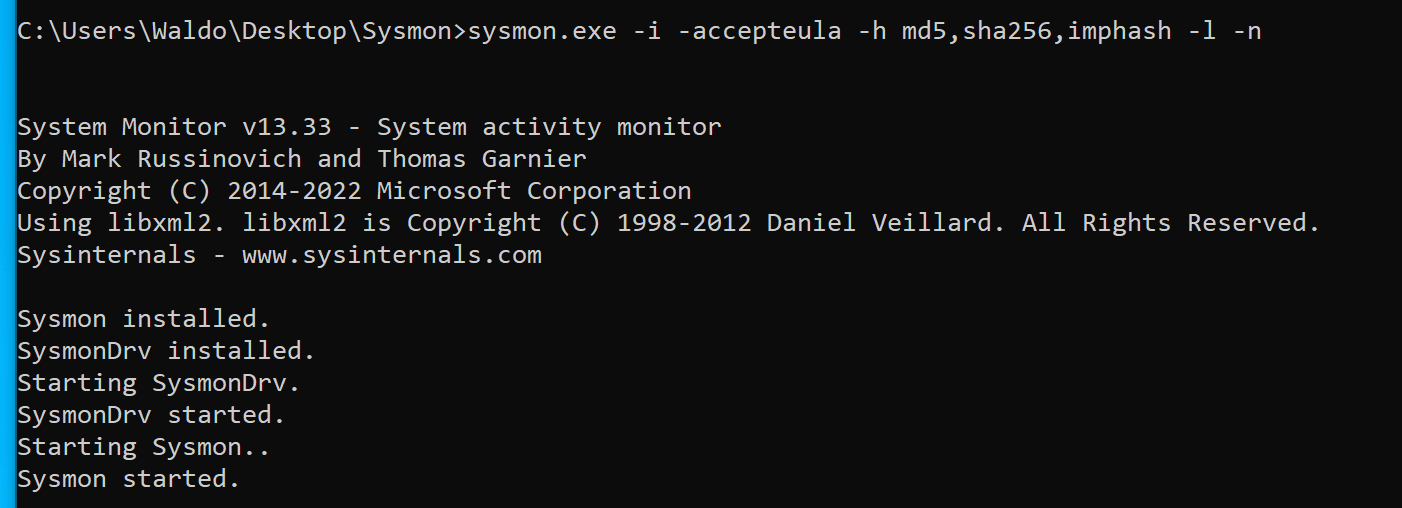 C:\Users\Waldo\Desktop\Sysmon>sysmon.exe -i -accepteula -h md5,sha256,imphash -l -n
System Monitor v13.33 - System activity monitor
By Mark Russinovich and Thomas Garnier
Copyright (C) 2014-2022 Microsoft Corporation
Using libxml2. libxml2 is Copyright (C) 1998-2012 Daniel Veillard. All Rights Reserved.
Sysinternals - www.sysinternals.com
Sysmon installed.
SysmonDrv installed.
Starting SysmonDrv.
SysmonDrv started.
Starting Sysmon..
Sysmon started.